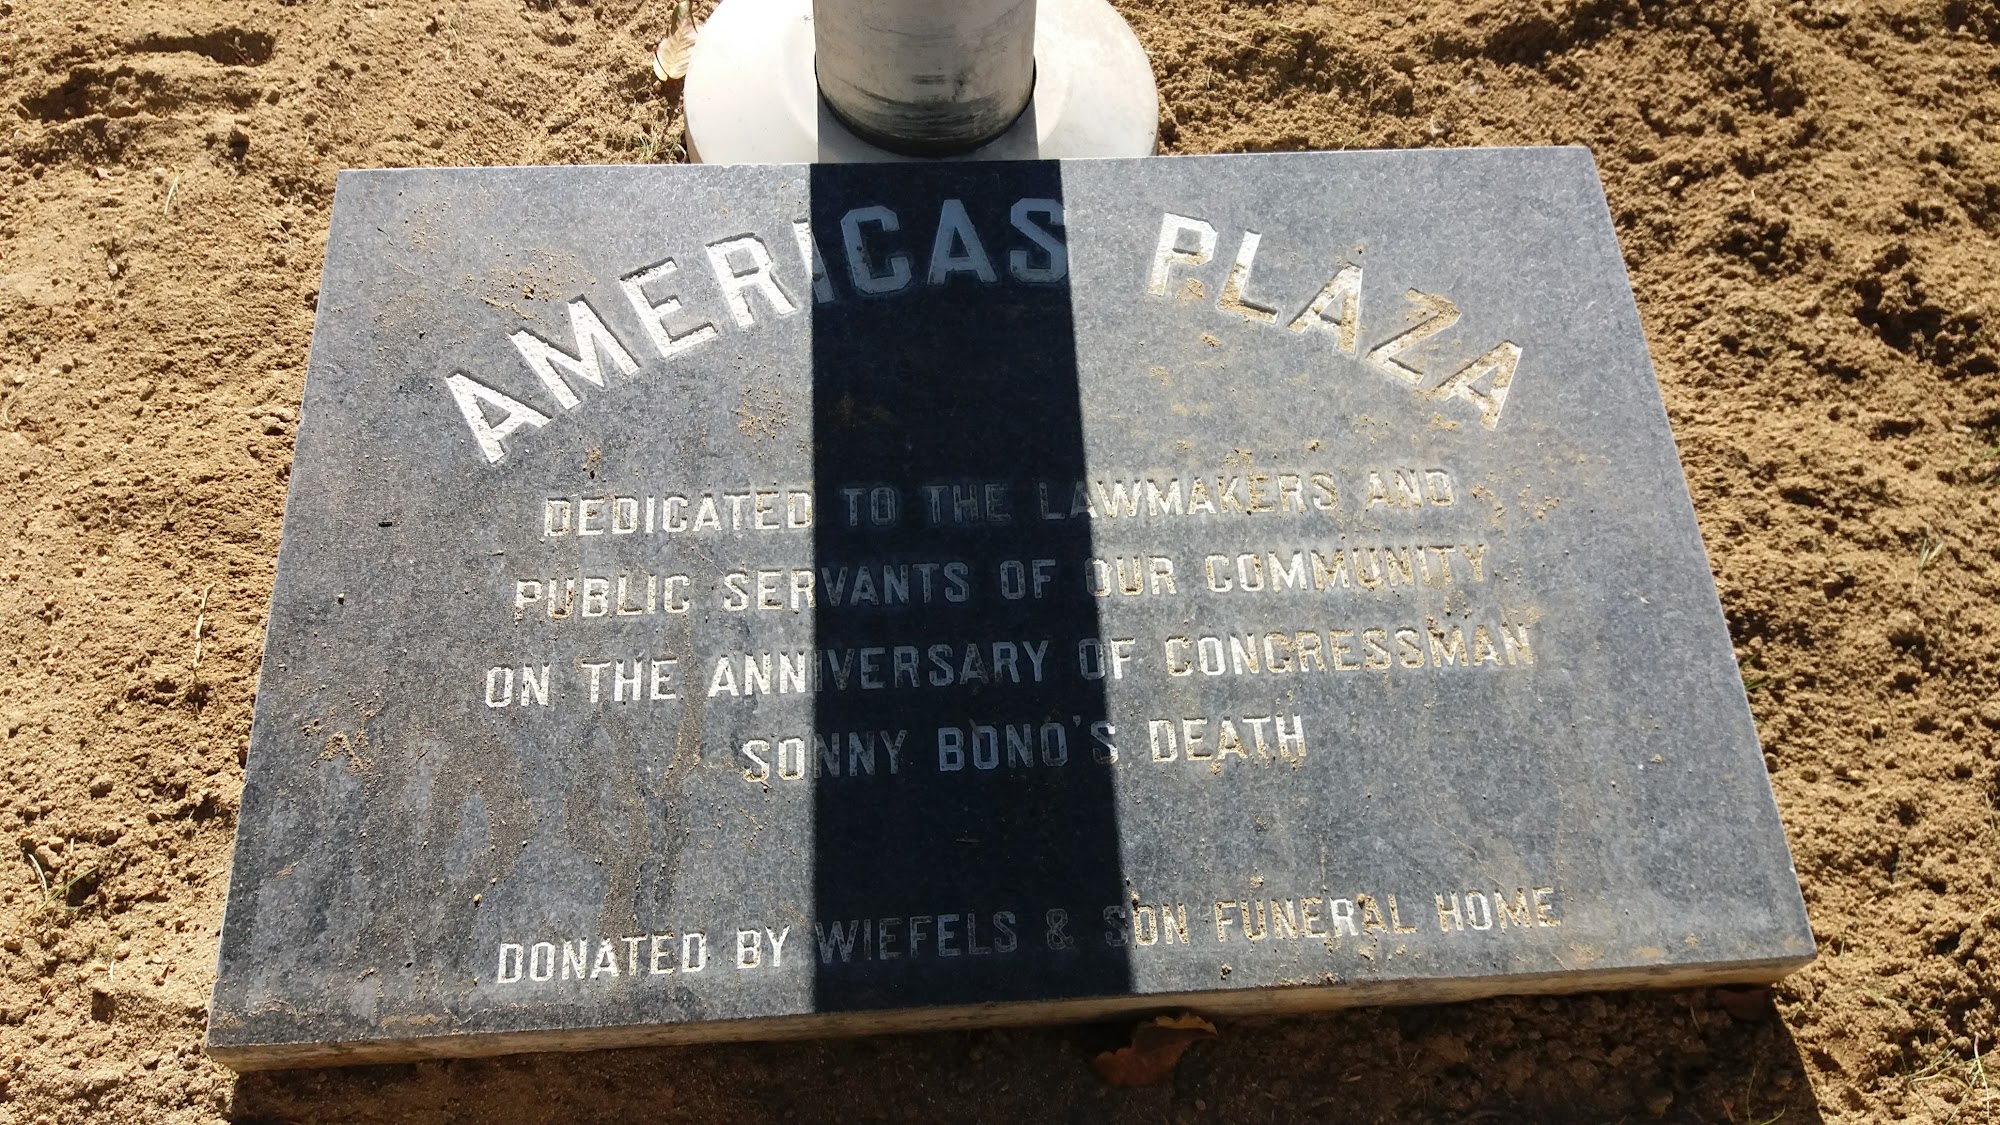 AMERICAS PLAZA
DEDICATED TO THE LAWMAKERS AND
PUBLIC SERVANTS OF OUR COMMUNITY
ON THE ANNIVERSARY OF CONGRESSMAN
SONNY BONO'S DEATH
DONATED BY WIEFELS & SON FUNERAL HOME